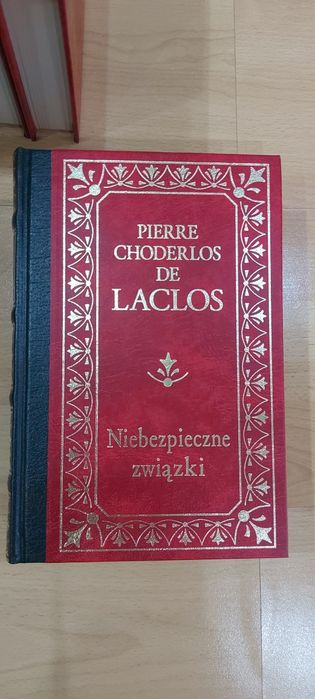 PIERRE
CHODERLOS
DE
LACLOS
Niebezpieczne
związki